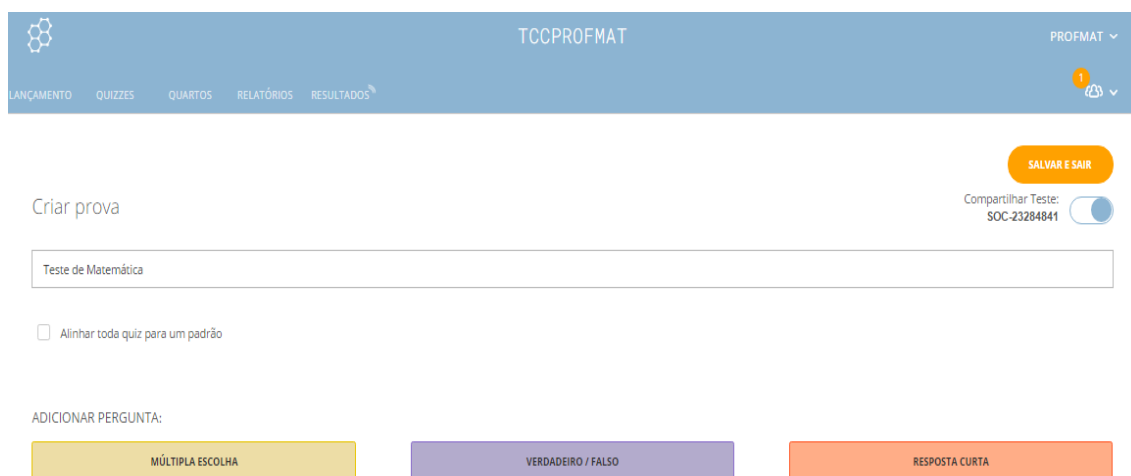 TCCPROFMAT
PROFMAT
LANÇAMENTO QUIZZES QUARTOS RELATÓRIOS RESULTADOS
1
SALVAR E SAIR
Criar prova
Compartilhar Teste:
SOC-23284841
Teste de Matemática
Alinhar toda quiz para um padrão
ADICIONAR PERGUNTA:
MÚLTIPLA ESCOLHA VERDADEIRO / FALSO RESPOSTA CURTA